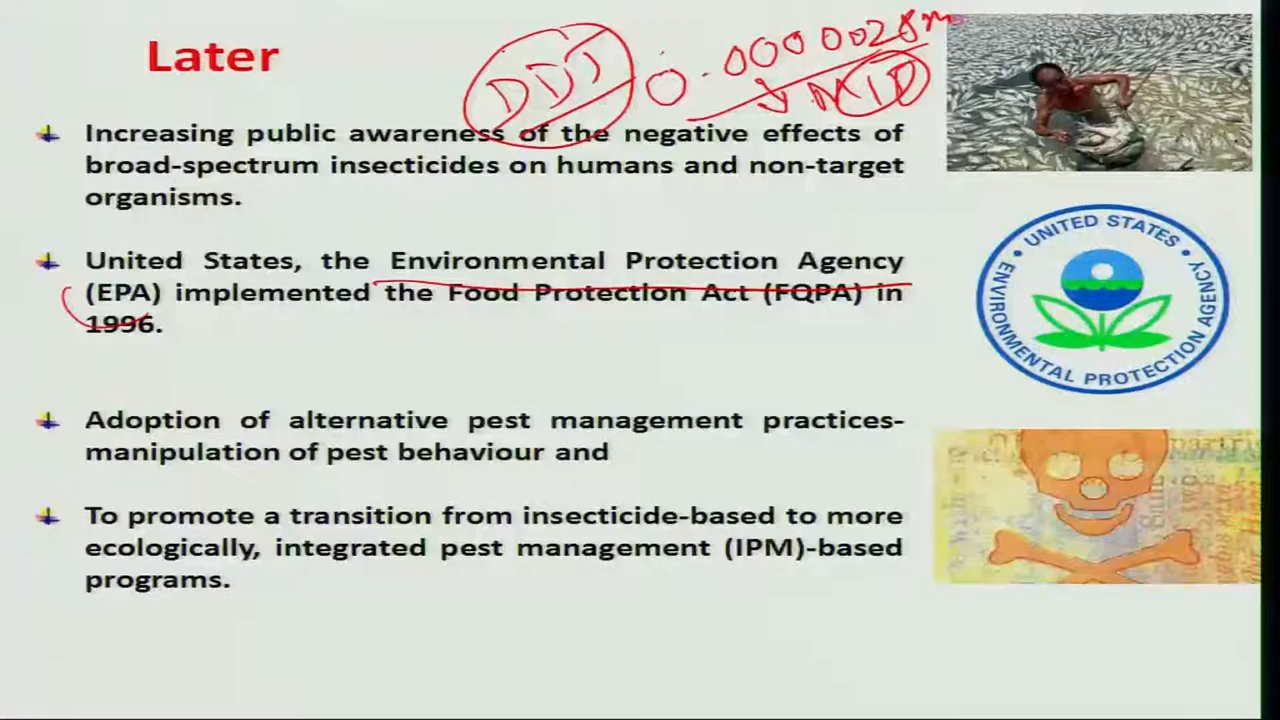 Later
DDT
0.0000028m
Increasing public awareness of the negative effects of
broad-spectrum insecticides on humans and non-target
organisms.
United States, the Environmental Protection Agency
(EPA) implemented the Food Protection Act (FQPA) in
1996.
Adoption of alternative pest management practices-
manipulation of pest behaviour and
To promote a transition from insecticide-based to more
ecologically, integrated pest management (IPM)-based
programs.
UNITED STATES
ENVIRONMENTAL PROTECTION AGENCY